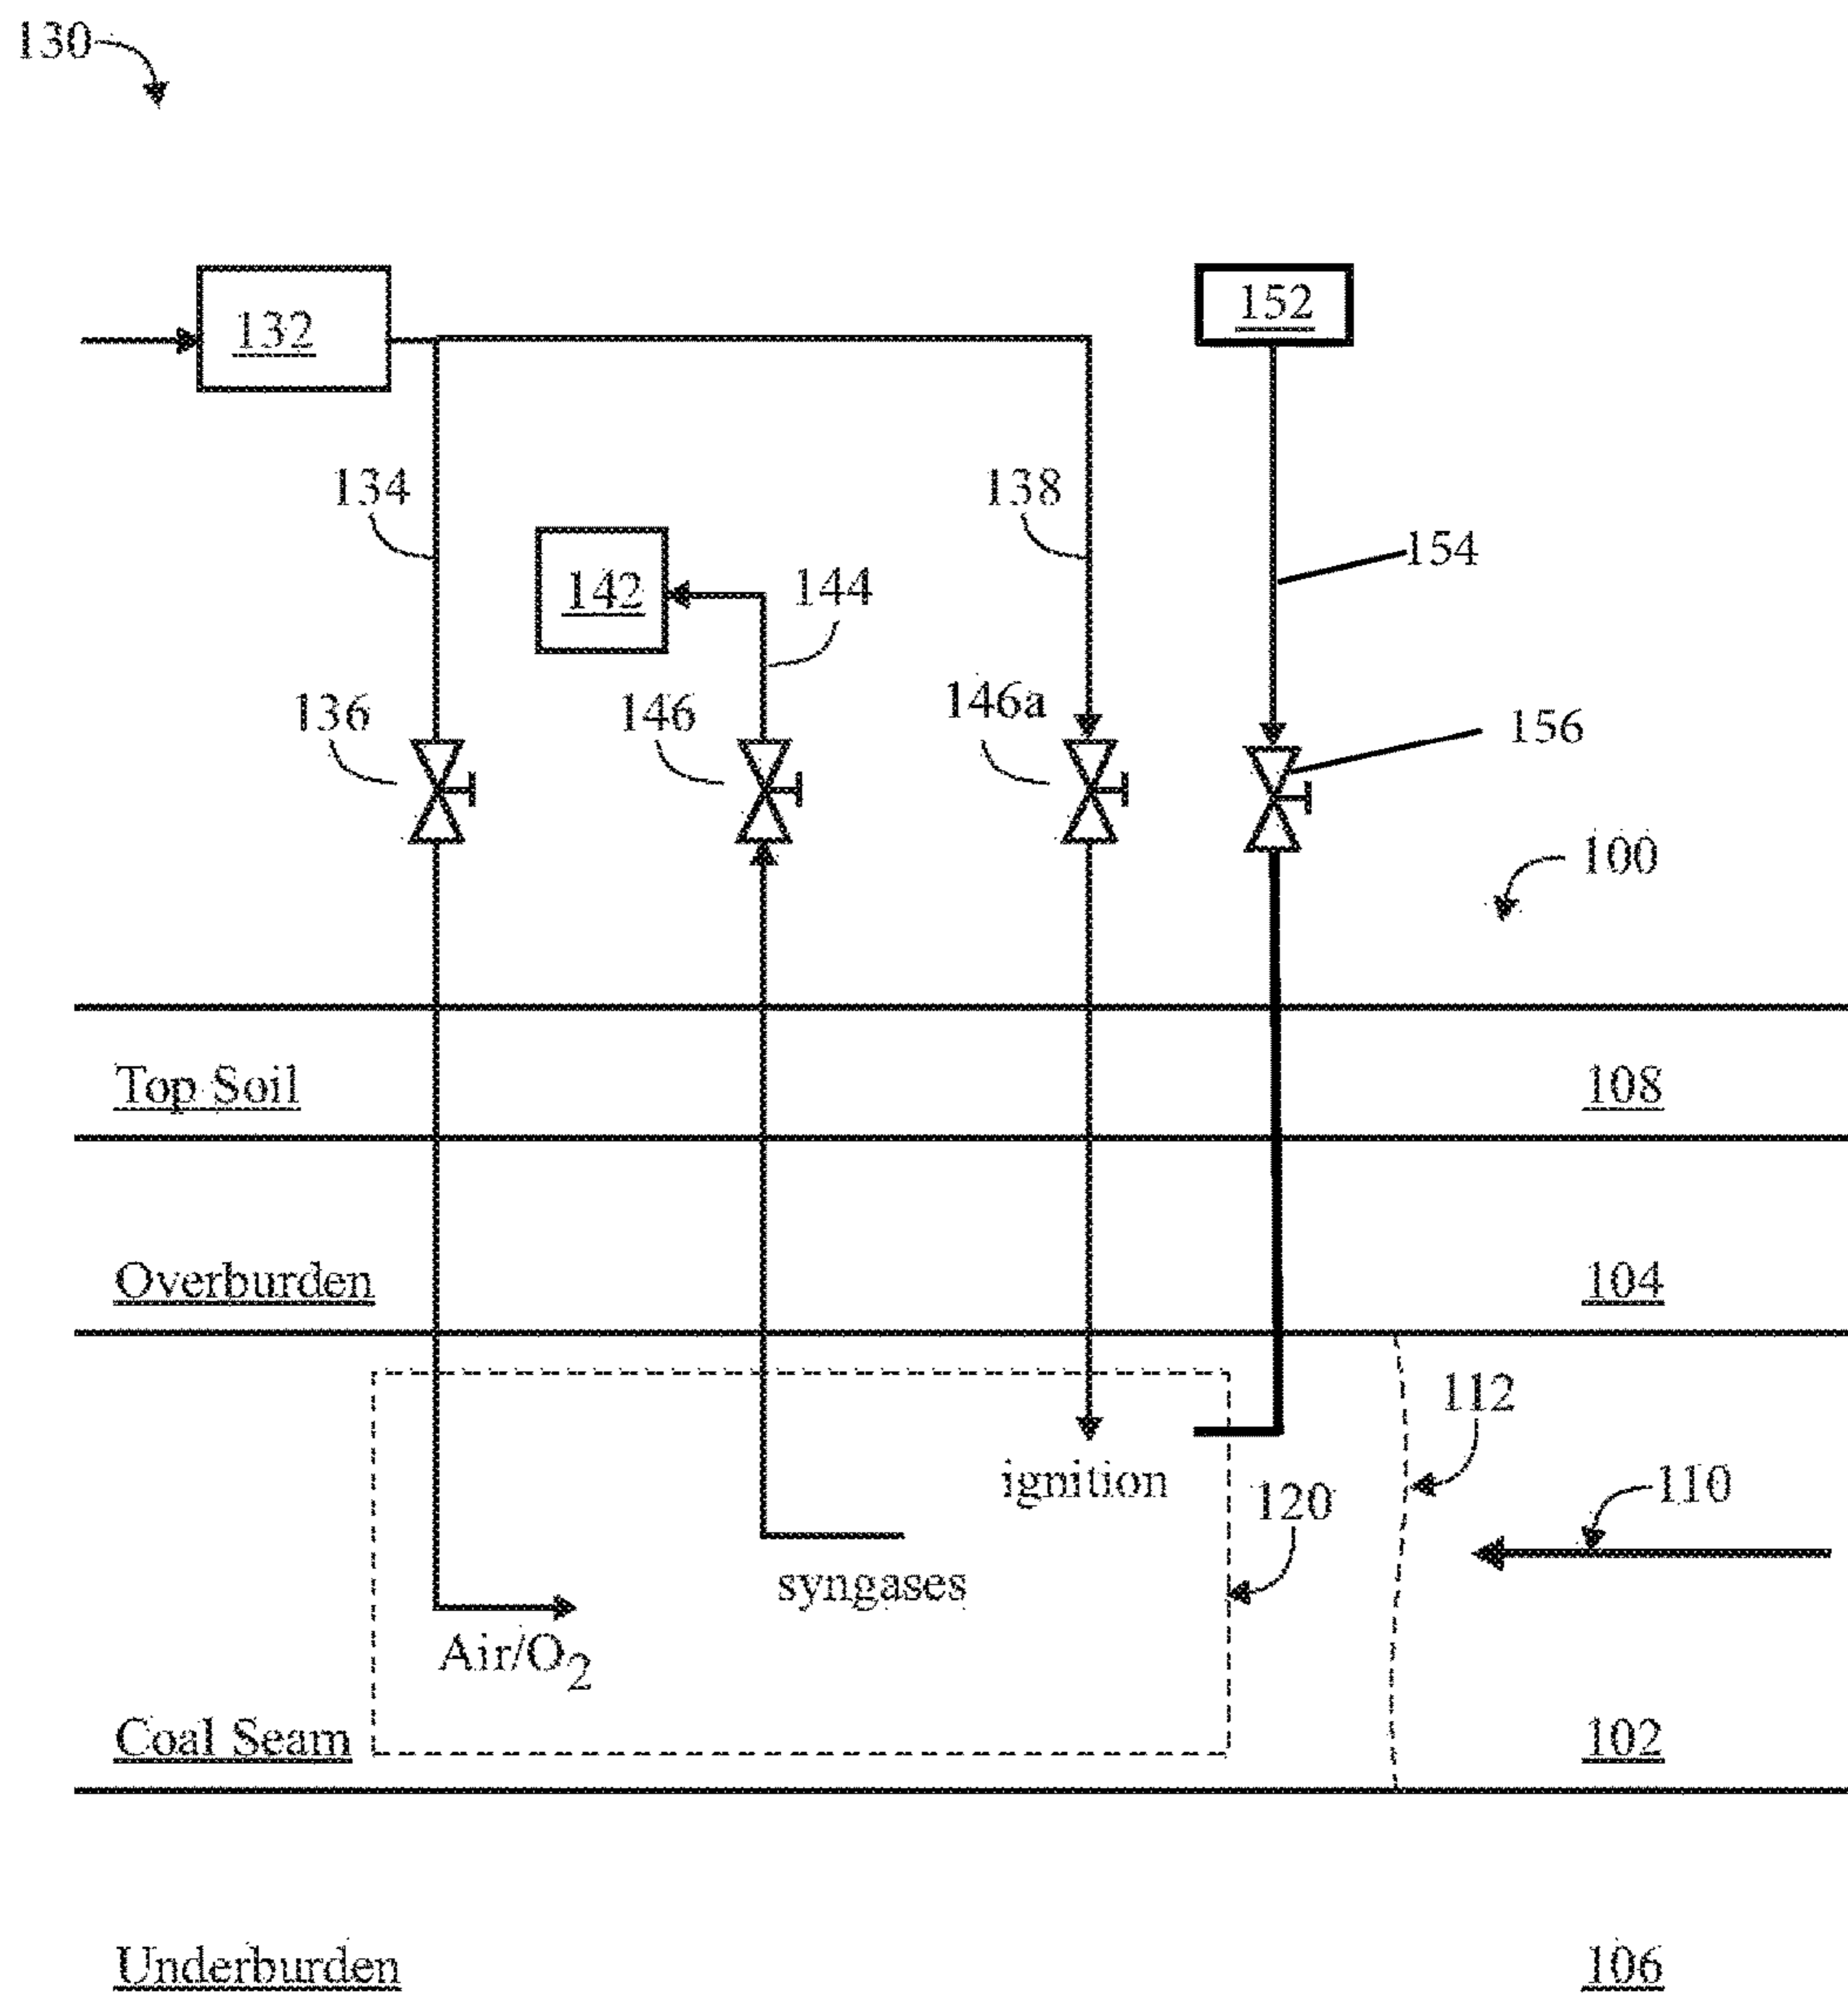 130
132
152
134
138
154
142
144
136
146
146a
156
100
Top Soil 108
Overburden 104
112
ignition
110
120
syngases
Air/O2
Coal Seam 102
Underburden 106